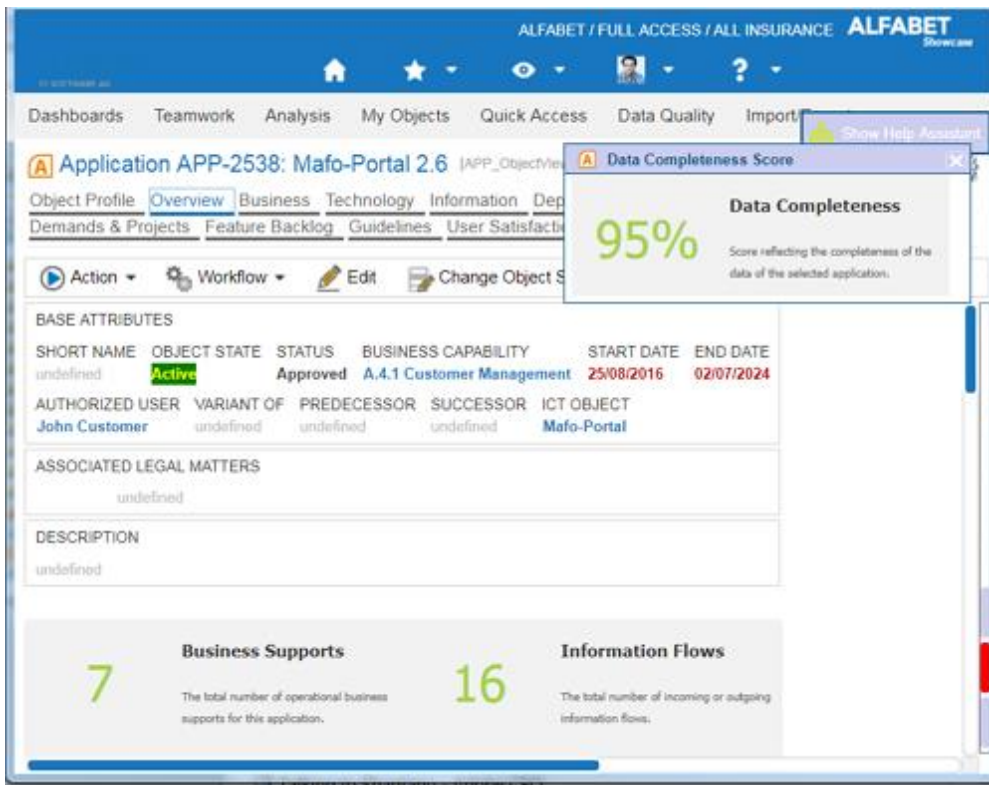 ALFABET / FULL ACCESS / ALL INSURANCE ALFABET
Showcase
?
Dashboards Teamwork Analysis My Objects Quick Access Data Quality Import
Show Help Assistant
A Application APP-2538: Mafo-Portal 2.6
A Data Completeness Score
Object Profile Overview Business Technology Information Dep
Demands & Projects Feature Backlog Guidelines User Satisfacti
95%
Data Completeness
Score reflecting the completeness of the
data of the selected application.
Action Workflow Edit Change Object S
BASE ATTRIBUTES
SHORT NAME OBJECT STATE STATUS BUSINESS CAPABILITY START DATE END DATE
undefined Active Approved A.4.1 Customer Management 25/08/2016 02/07/2024
AUTHORIZED USER VARIANT OF PREDECESSOR SUCCESSOR ICT OBJECT
John Customer undefined undefined undefined Mafo-Portal
ASSOCIATED LEGAL MATTERS
undefined
DESCRIPTION
undefined
7
Business Supports
The total number of operational business
supports for this application.
16
Information Flows
The total number of incoming or outgoing
information flows.